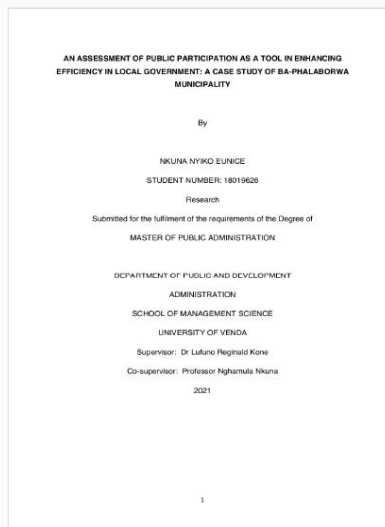 AN ASSESSMENT OF PUBLIC PARTICIPATION AS A TOOL IN ENHANCING
EFFICIENCY IN LOCAL GOVERNMENT: A CASE STUDY OF BA-PHALABORWA
MUNICIPALITY
By
NKUNA NYIKO EUNICE
STUDENT NUMBER: 18019626
Research
Submitted for the fulfilment of the requirements of the Degree of
MASTER OF PUBLIC ADMINISTRATION
DEPARTMENT OF PUBLIC AND DEVELOPMENT
ADMINISTRATION
SCHOOL OF MANAGEMENT SCIENCE
UNIVERSITY OF VENDA
Supervisor: Dr Lufuno Reginald Kone
Co-supervisor: Professor Nghamula Nkuna
2021
1